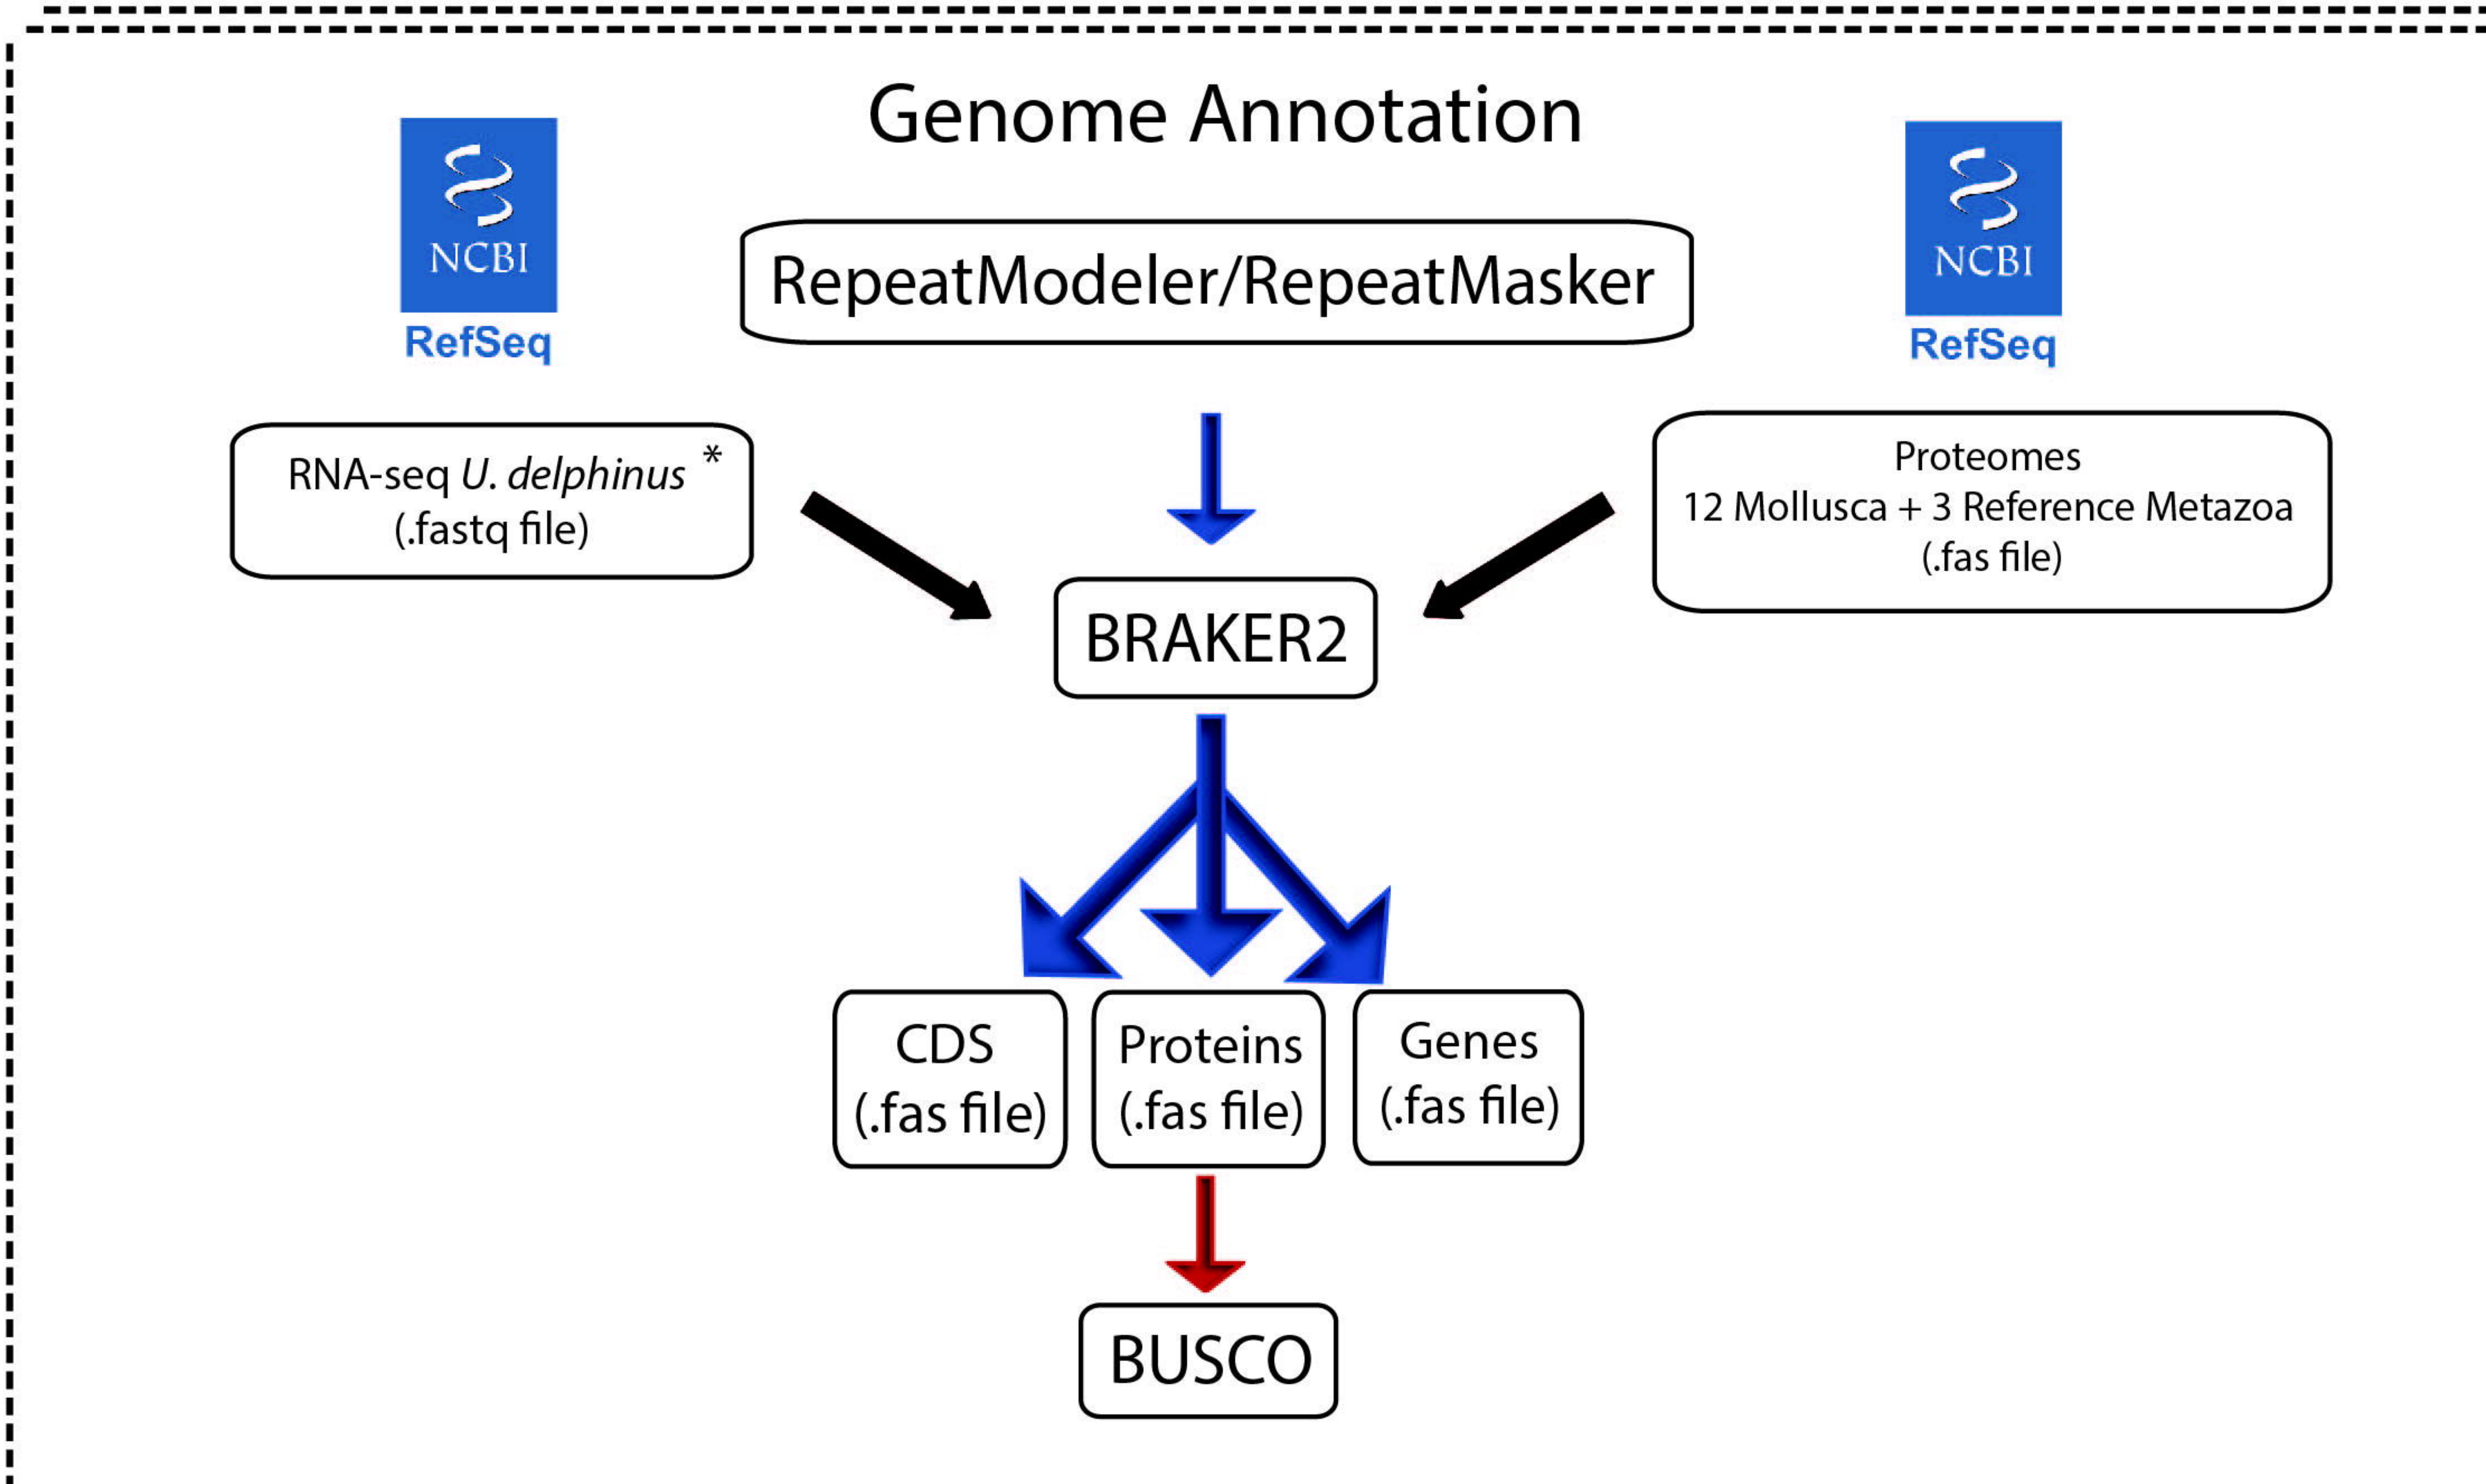 Genome Annotation
NCBI
RefSeq
RepeatModeler/RepeatMasker
NCBI
RefSeq
RNA-seq U. delphinus *
(.fastq file)
Proteomes
12 Mollusca + 3 Reference Metazoa
(.fas file)
BRAKER2
CDS
(.fas file)
Proteins
(.fas file)
Genes
(.fas file)
BUSCO